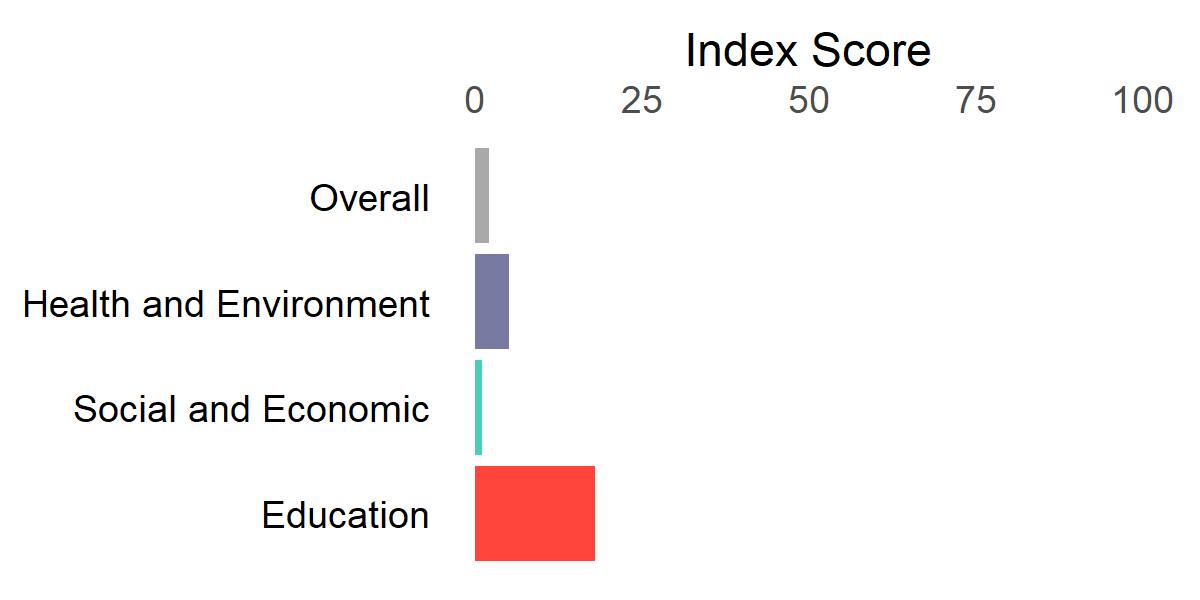 Index Score
0 25 50 75 100
Overall
Health and Environment
Social and Economic
Education